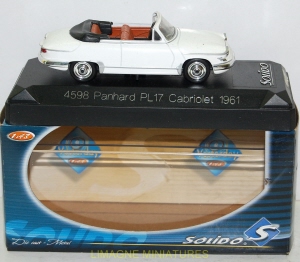 SOLIDO
4598 Panhard PL17 Cabriolet 1961
1:43
Die cast - Metal
SOLIDO
S
LIMAGNE MINIATURES